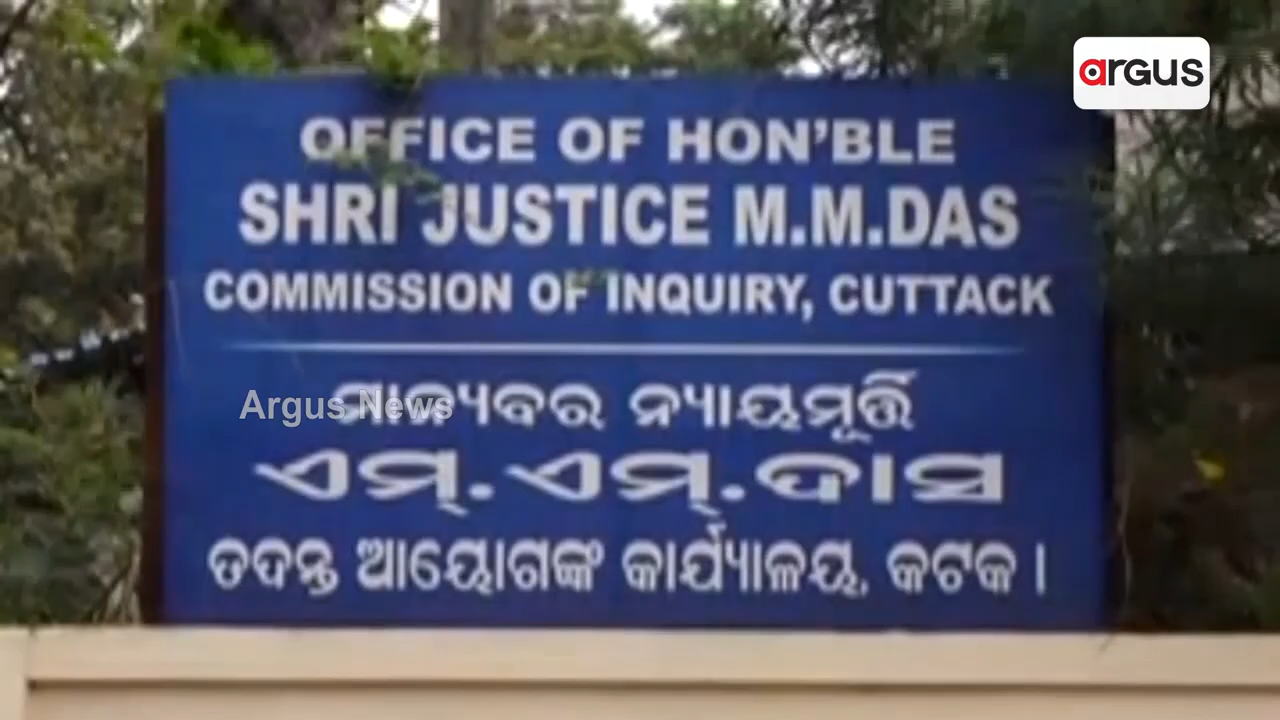 argus
OFFICE OF HON'BLE
SHRI JUSTICE M.M.DAS
COMMISSION OF INQUIRY, CUTTACK
Argus News
ମାନ୍ୟବର ନ୍ୟାୟମୂର୍ତ୍ତି
ଏମ୍.ଏମ୍.ଦାସ
ତଦନ୍ତ ଆୟୋଗଙ୍କ କାର୍ଯ୍ୟାଳୟ, କଟକ ।